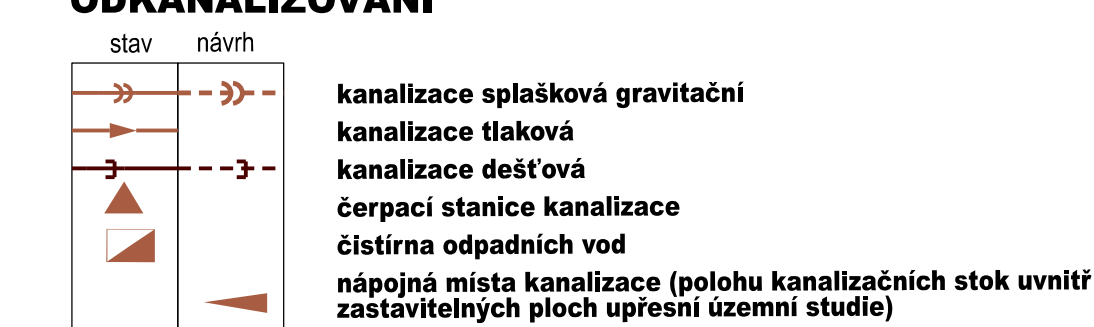 ODKANALIZOVÁNÍ
stav návrh
kanalizace splašková gravitační
kanalizace tlaková
kanalizace dešťová
čerpací stanice kanalizace
čistírna odpadních vod
nápojná místa kanalizace (polohu kanalizačních stok uvnitř
zastavitelných ploch upřesní územní studie)